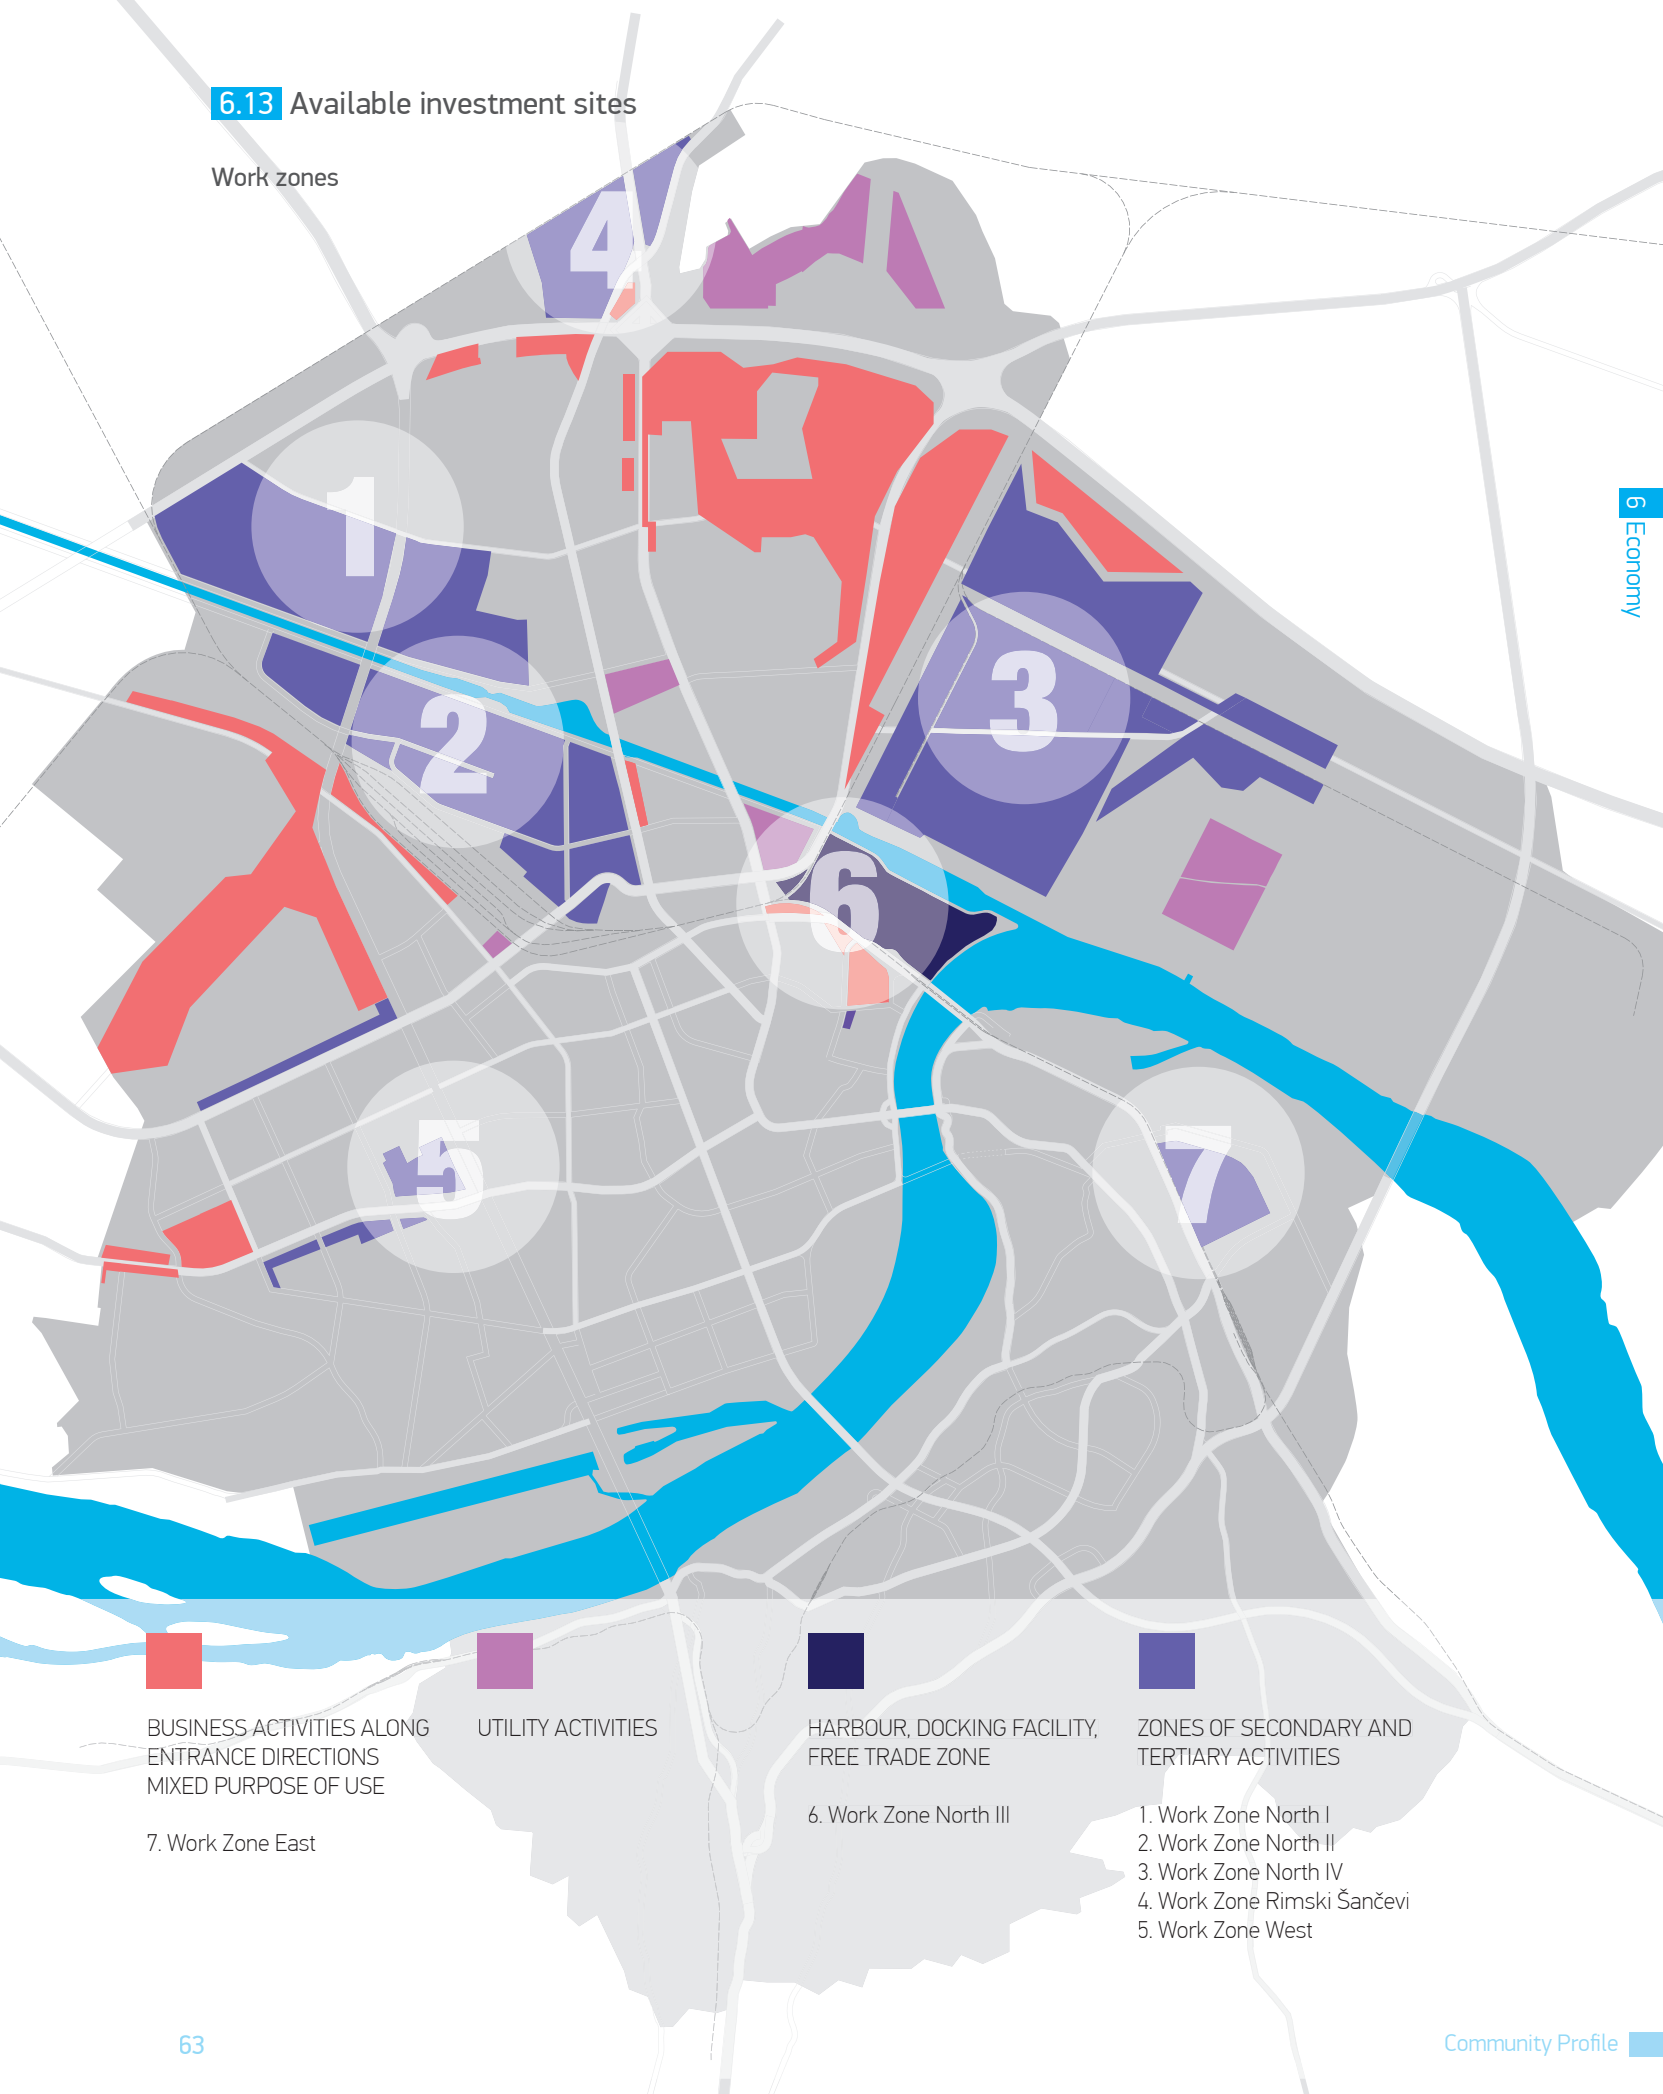 6.13 Available investment sites
Work zones
4
1
2
3
6
5
7
6 Economy
BUSINESS ACTIVITIES ALONG
ENTRANCE DIRECTIONS
MIXED PURPOSE OF USE
7. Work Zone East
UTILITY ACTIVITIES
HARBOUR, DOCKING FACILITY,
FREE TRADE ZONE
6. Work Zone North III
ZONES OF SECONDARY AND
TERTIARY ACTIVITIES
1. Work Zone North I
2. Work Zone North II
3. Work Zone North IV
4. Work Zone Rimski Šančevi
5. Work Zone West
63
Community Profile